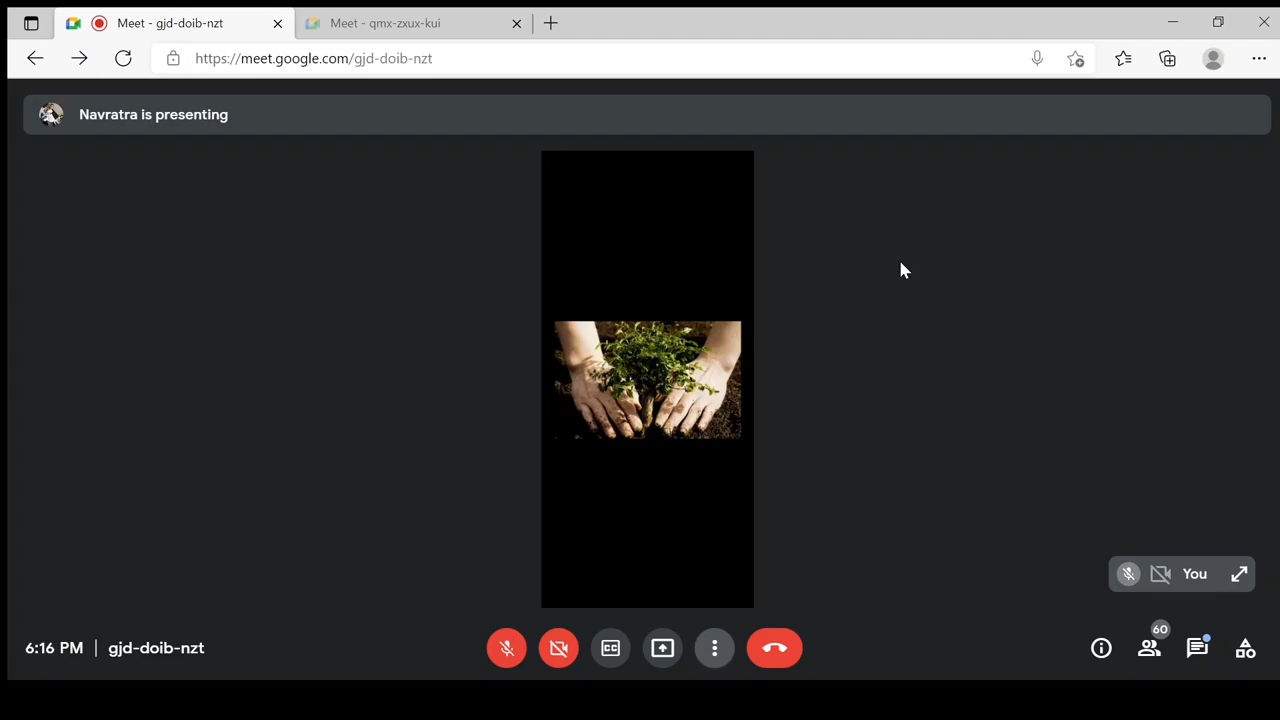 Meet - gjd-doib-nzt
Meet - qmx-zxux-kui
https://meet.google.com/gjd-doib-nzt
Navratra is presenting
You
60
6:16 PM | gjd-doib-nzt